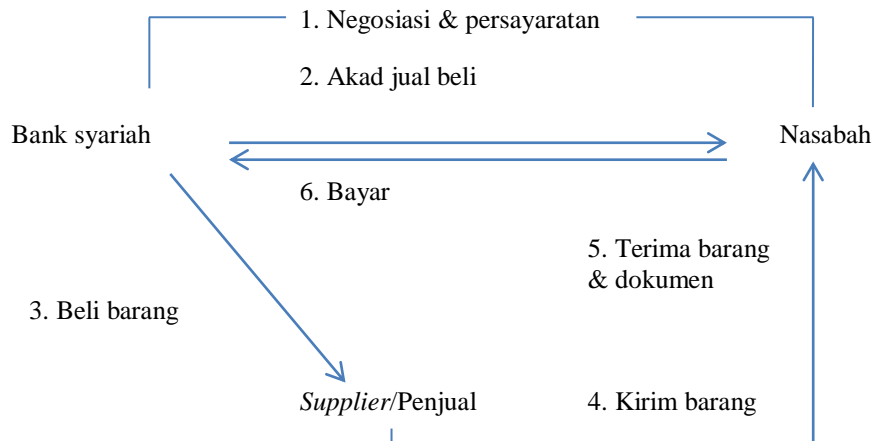 1. Negosiasi & persayaratan
2. Akad jual beli
Bank syariah
Nasabah
6. Bayar
5. Terima barang
& dokumen
3. Beli barang
Supplier/Penjual
4. Kirim barang